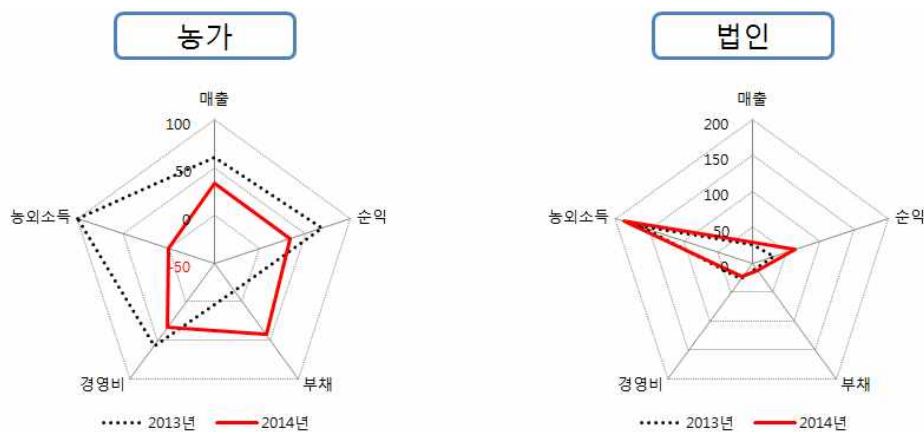 농가
매출
100
50
0
-50
농외소득
순익
경영비
부채
2013년
2014년
법인
매출
200
150
100
50
0
농외소득
순익
경영비
부채
2013년
2014년